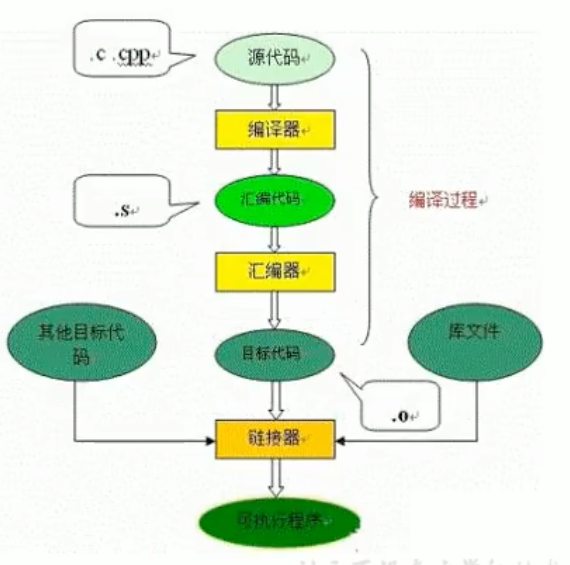 .c .cpp
源代码
编译器
汇编代码
.s
编译过程
汇编器
其他目标代
码
目标代码
库文件
.o
链接器
可执行程序